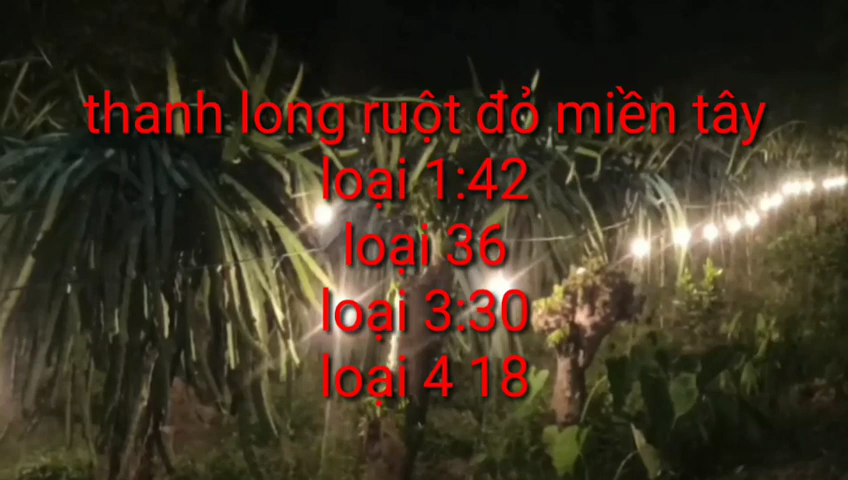 thanh long ruột đỏ miền tây
loại 1:42
loại 36
loại 3:30
loại 4 18